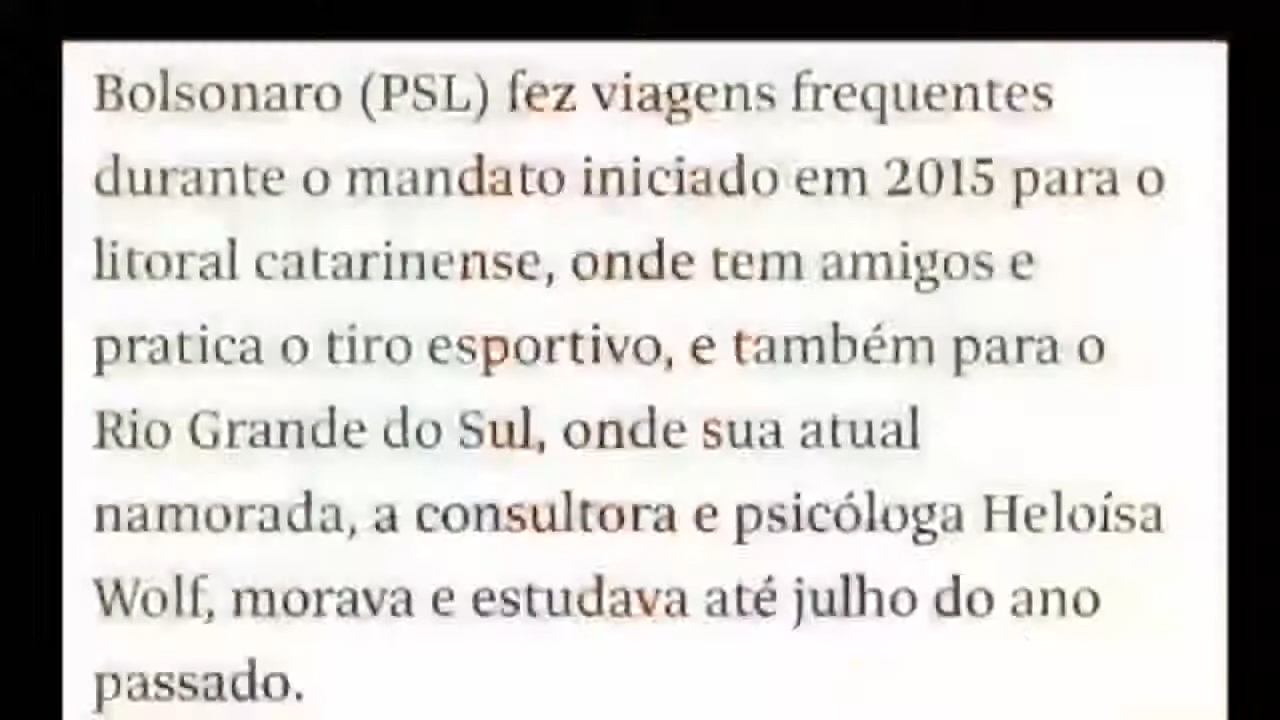 Bolsonaro (PSL) fez viagens frequentes
durante o mandato iniciado em 2015 para o
litoral catarinense, onde tem amigos e
pratica o tiro esportivo, e também para o
Rio Grande do Sul, onde sua atual
namorada, a consultora e psicóloga Heloísa
Wolf, morava e estudava até julho do ano
passado.